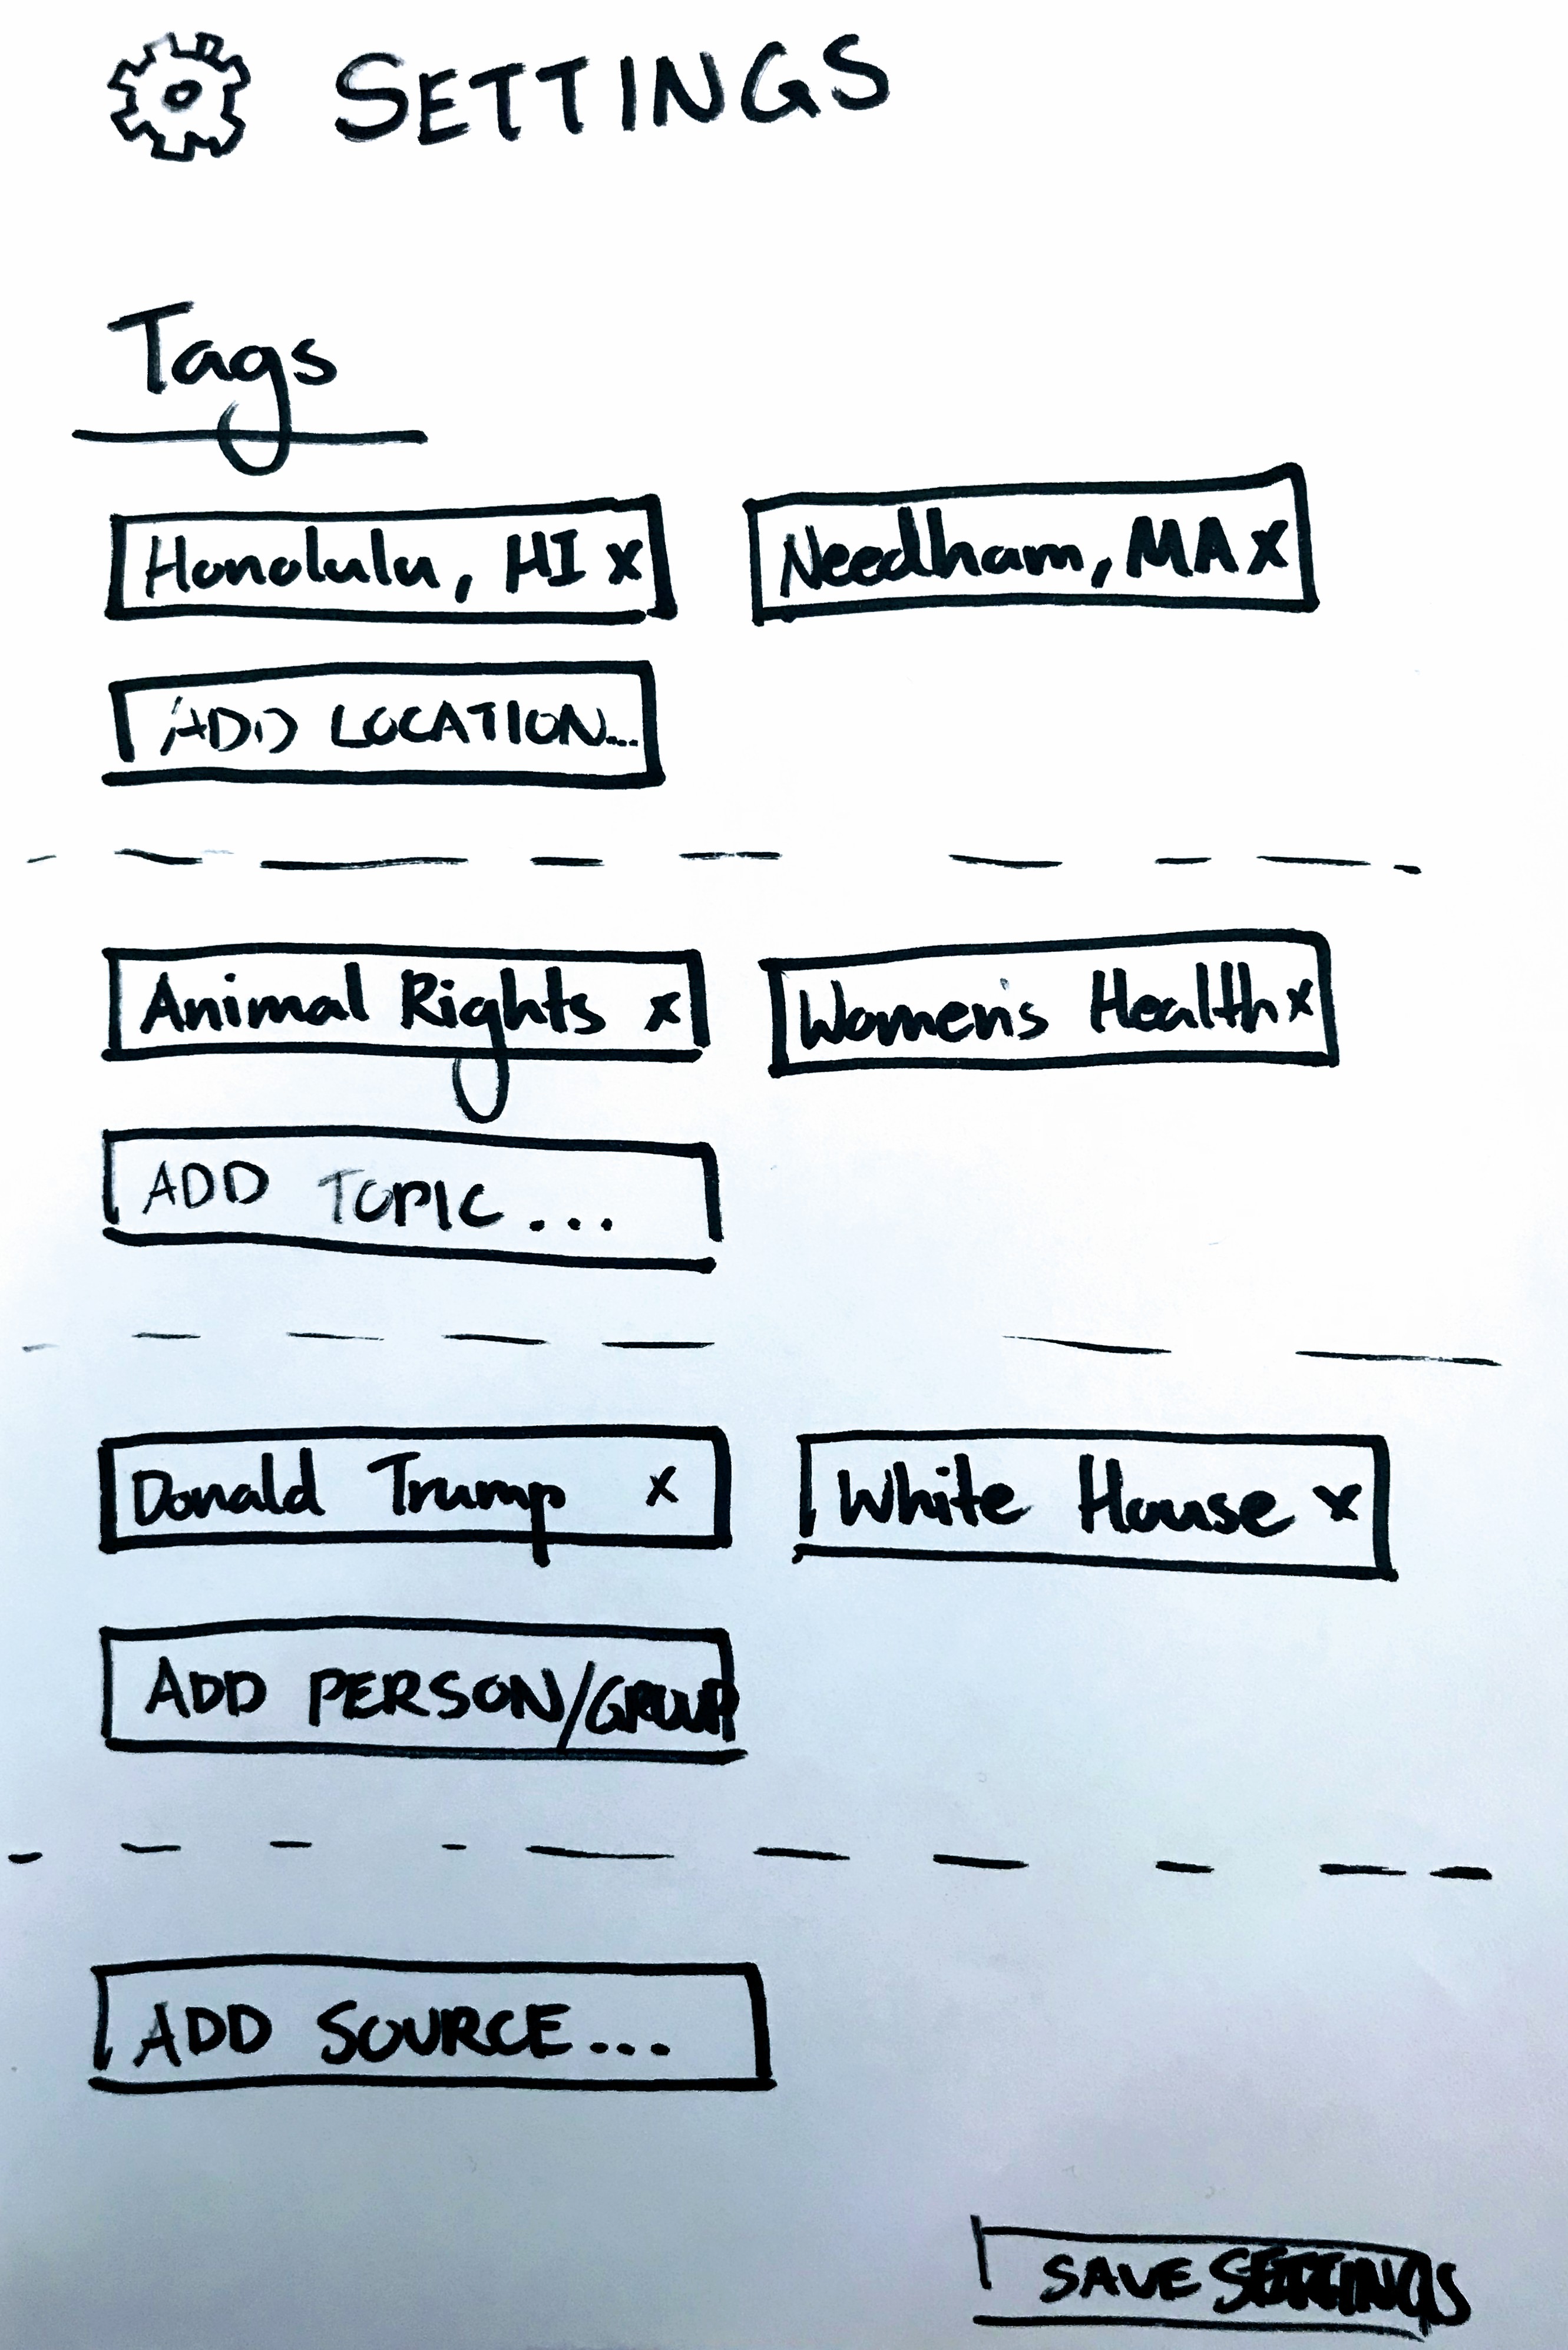 SETTINGS
Tags
Honolulu, HI x Needham, MA x
ADD LOCATION...
Animal Rights x Women's Health x
ADD TOPIC...
Donald Trump x White House x
ADD PERSON/GROUP
ADD SOURCE...
SAVE SETTINGS